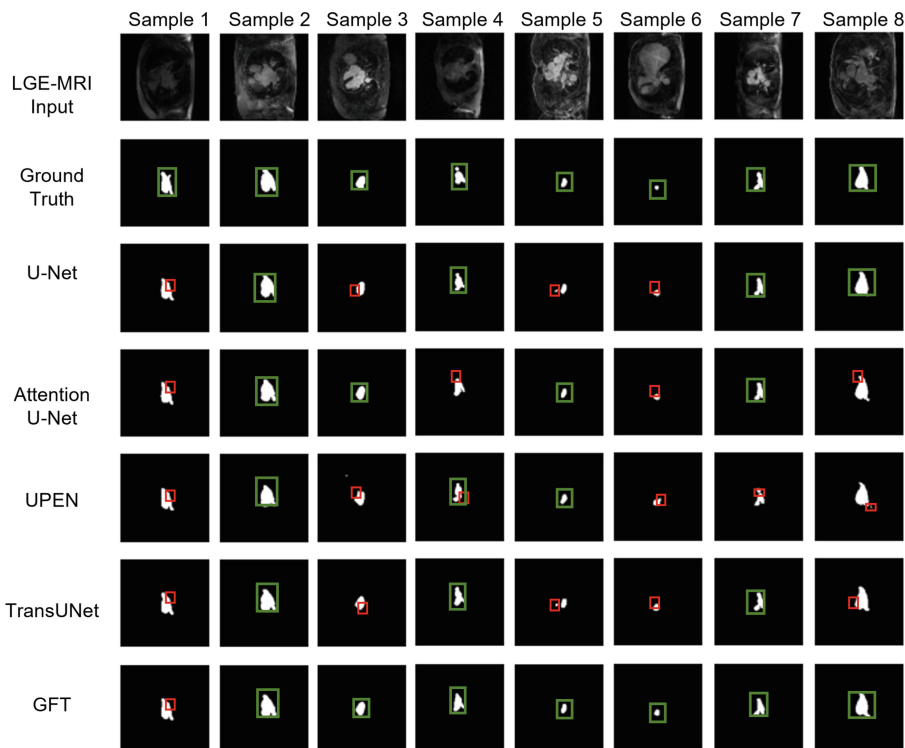 Sample 1 Sample 2 Sample 3 Sample 4 Sample 5 Sample 6 Sample 7 Sample 8
LGE-MRI
Input
Ground
Truth
U-Net
Attention
U-Net
UPEN
TransUNet
GFT